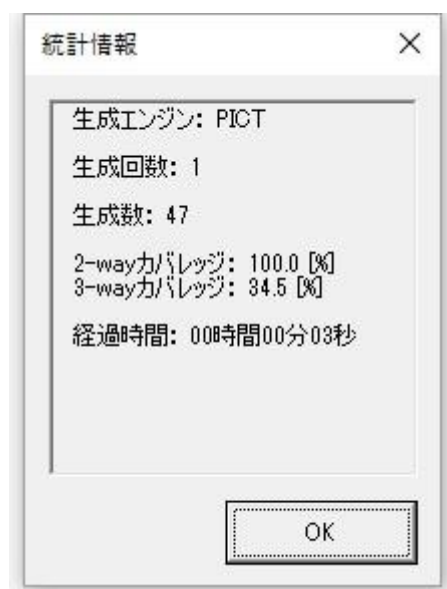 統計情報
生成エンジン: PICT
生成回数: 1
生成数: 47
2-wayカバレッジ: 100.0 [%]
3-wayカバレッジ: 34.5 [%]
経過時間: 00時間00分03秒
OK